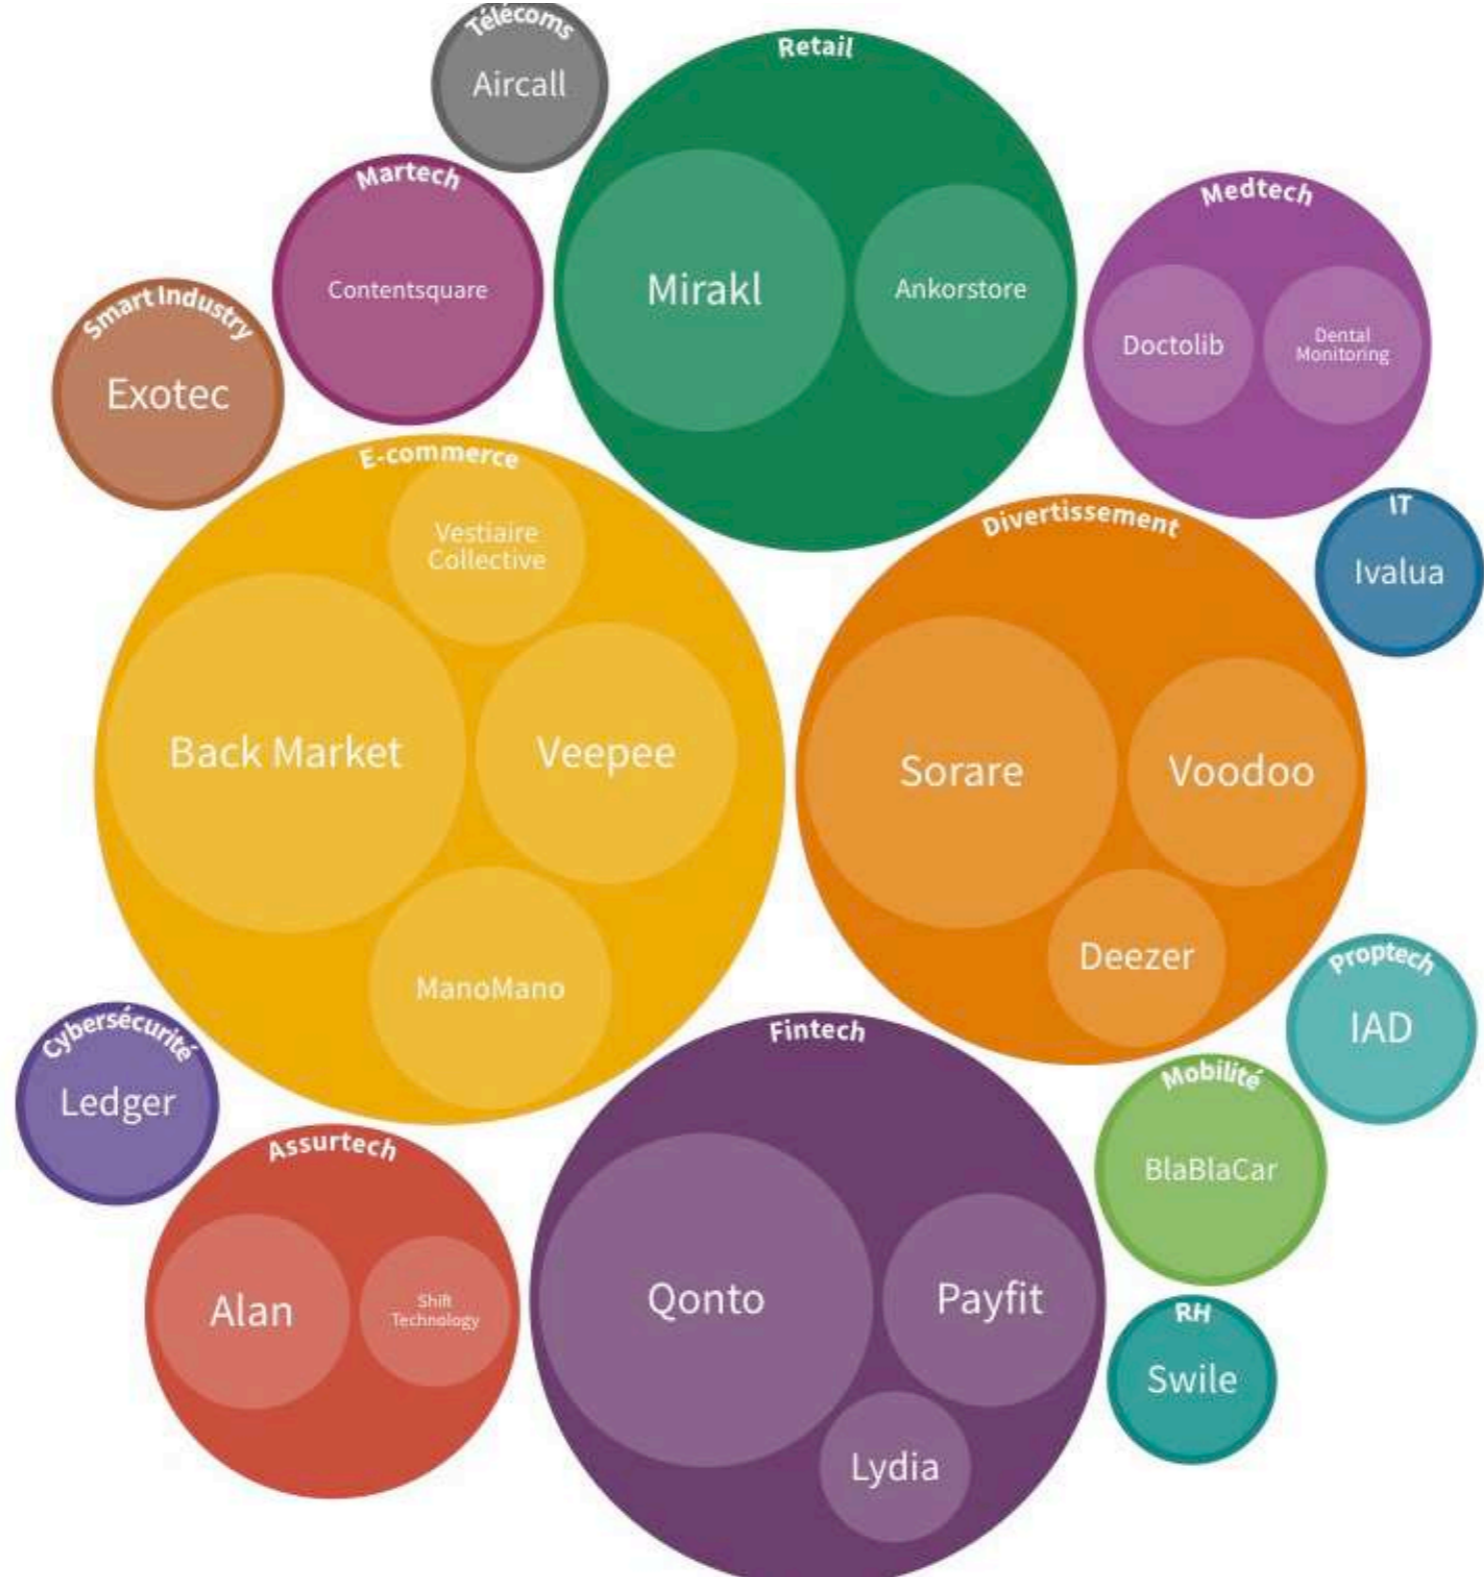 Télécoms
Aircall
Retail
Mirakl
Ankorstore
Martech
Contentsquare
Medtech
Doctolib
Dental
Monitoring
Smart Industry
Exotec
E-commerce
Vestiaire
Collective
Back Market
Veepee
ManoMano
Divertissement
Sorare
Voodoo
Deezer
IT
Ivalua
Proptech
IAD
Cybersécurité
Ledger
Fintech
Qonto
Payfit
Lydia
Mobilité
BlaBlaCar
Assurtech
Alan
Shift
Technology
RH
Swile